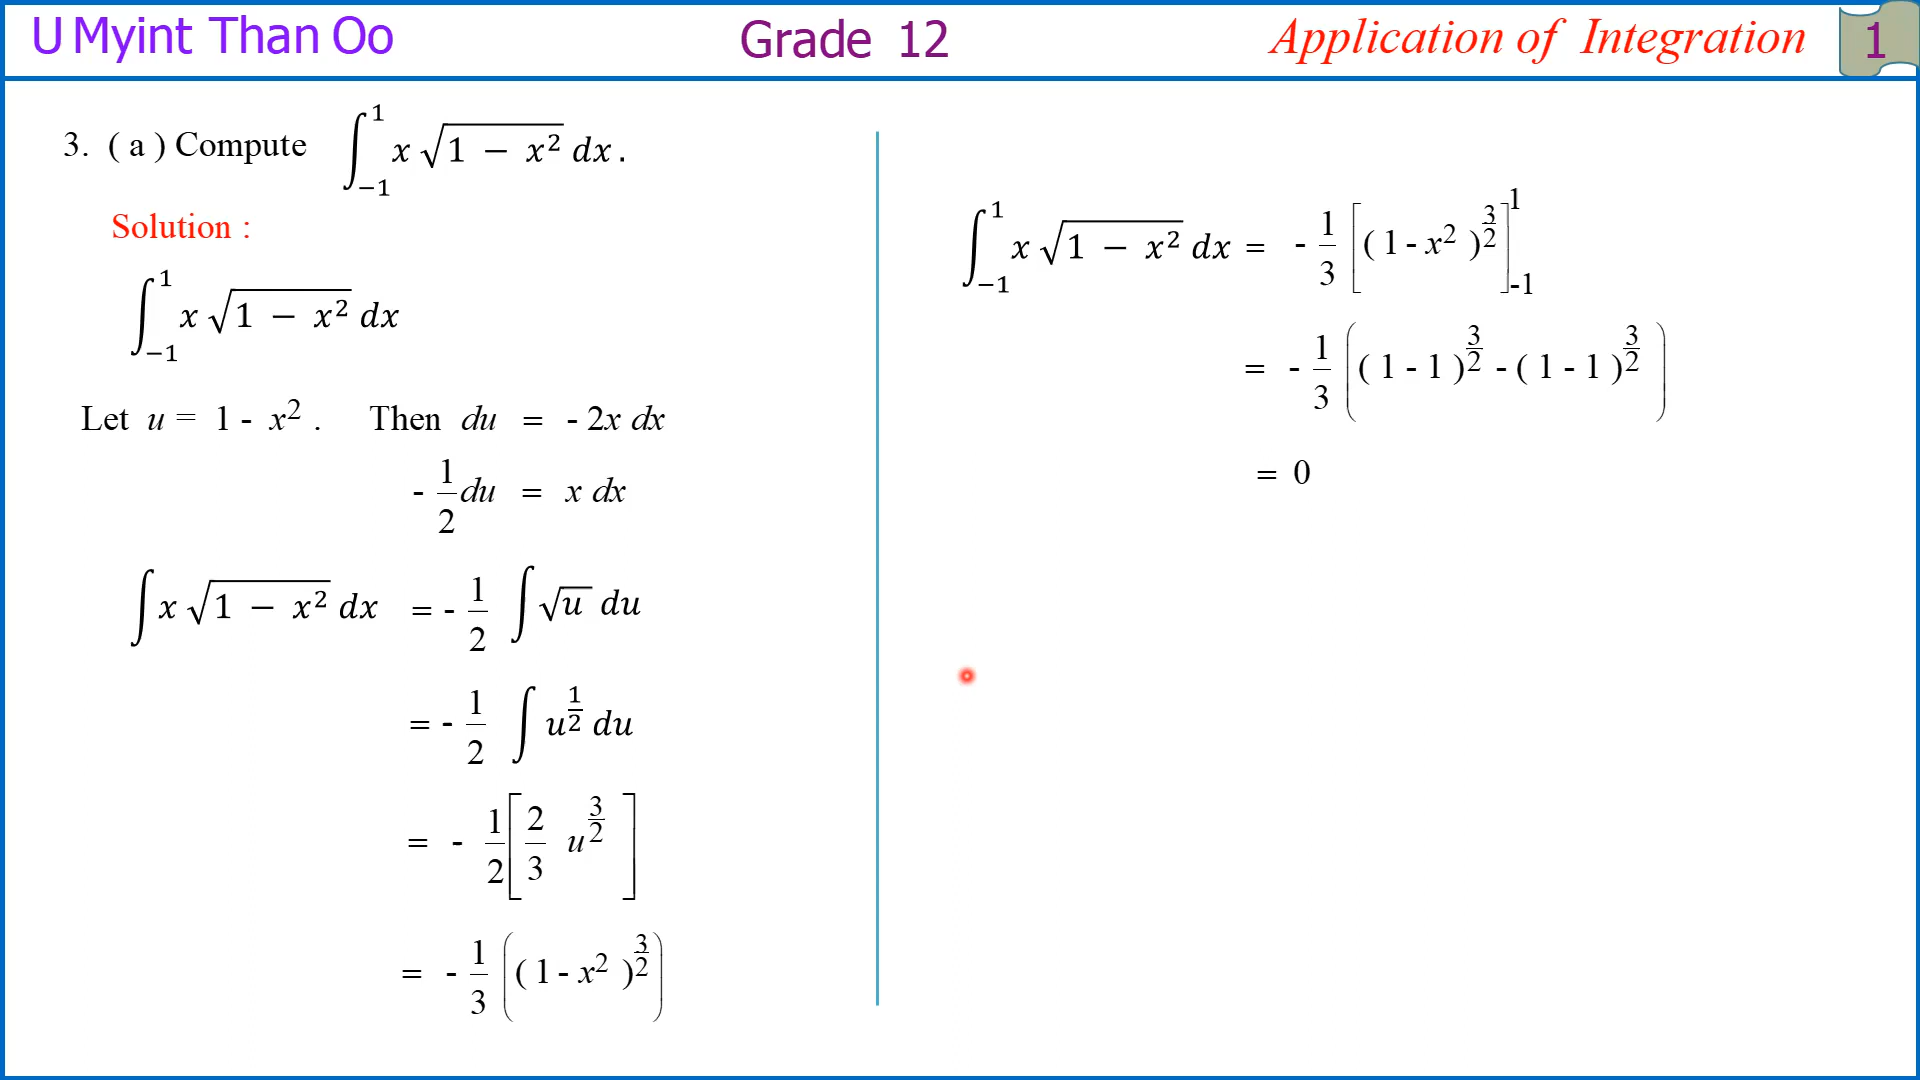 U Myint Than Oo Grade 12 Application of Integration 1
3. ( a ) Compute ∫_{-1}^{1} x √(1 − x²) dx .
Solution :
∫_{-1}^{1} x √(1 − x²) dx
Let u = 1 - x² . Then du = - 2x dx
- 1/2 du = x dx
∫ x √(1 − x²) dx = - 1/2 ∫ √u du
= - 1/2 ∫ u^{1/2} du
= - 1/2 [ 2/3 u^{3/2} ]
= - 1/3 ( ( 1 - x² )^{3/2} )
∫_{-1}^{1} x √(1 − x²) dx = - 1/3 [ ( 1 - x² )^{3/2} ]_{-1}^{1}
= - 1/3 ( ( 1 - 1 )^{3/2} - ( 1 - 1 )^{3/2} )
= 0